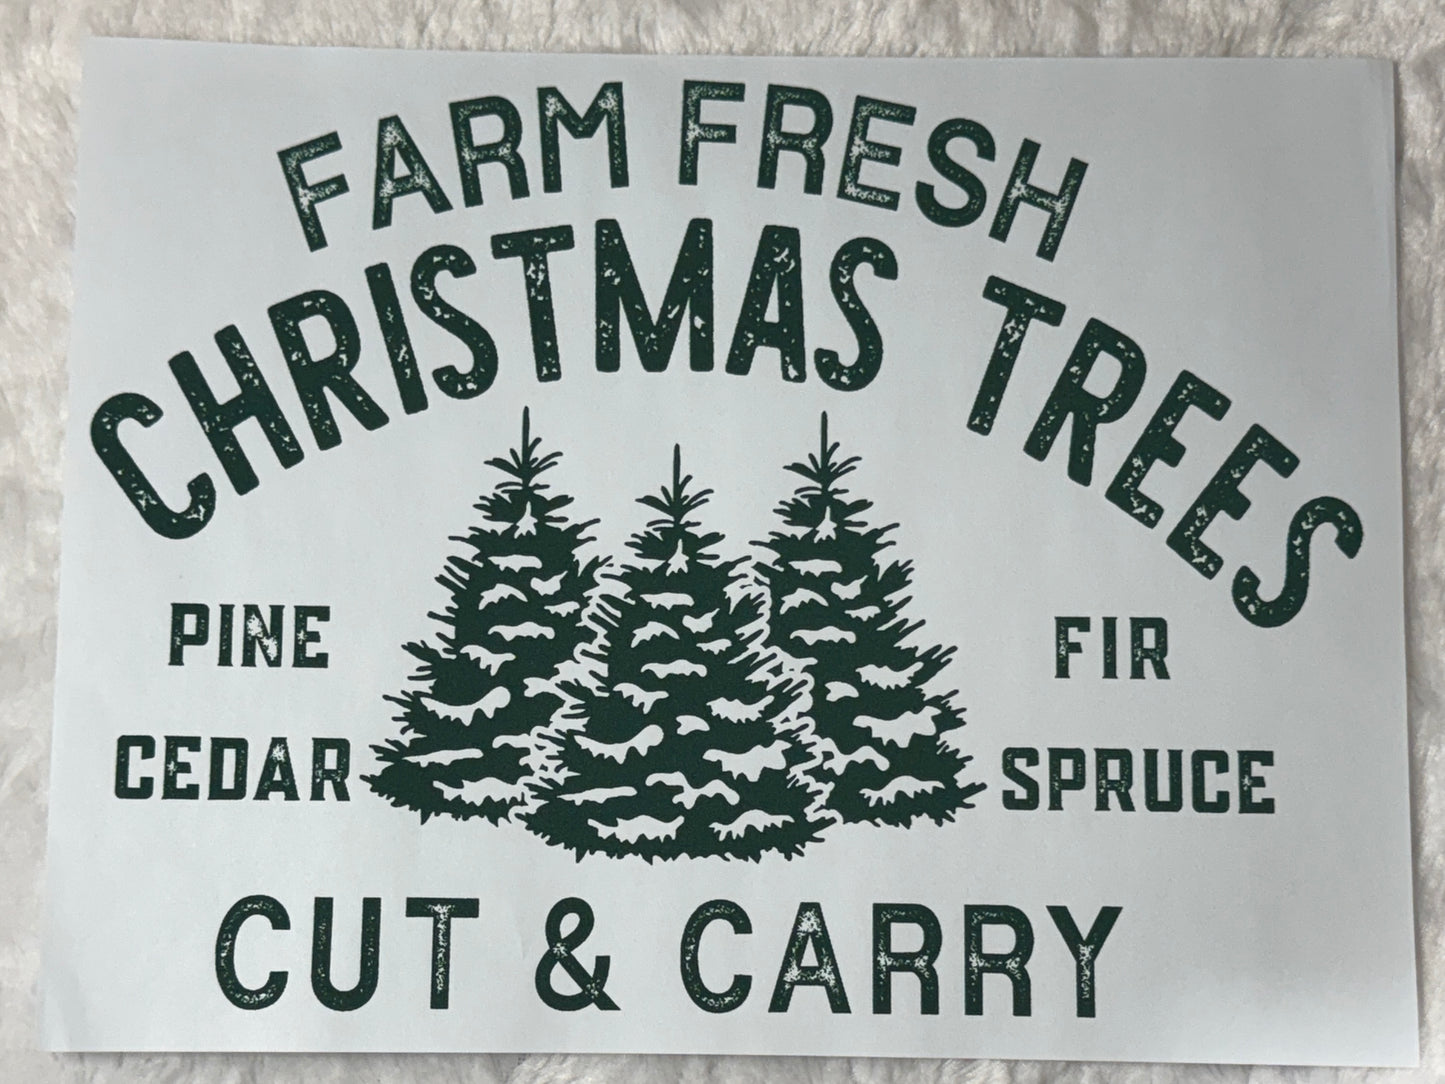 FARM FRESH
CHRISTMAS TREES
PINE
CEDAR
FIR
SPRUCE
CUT & CARRY